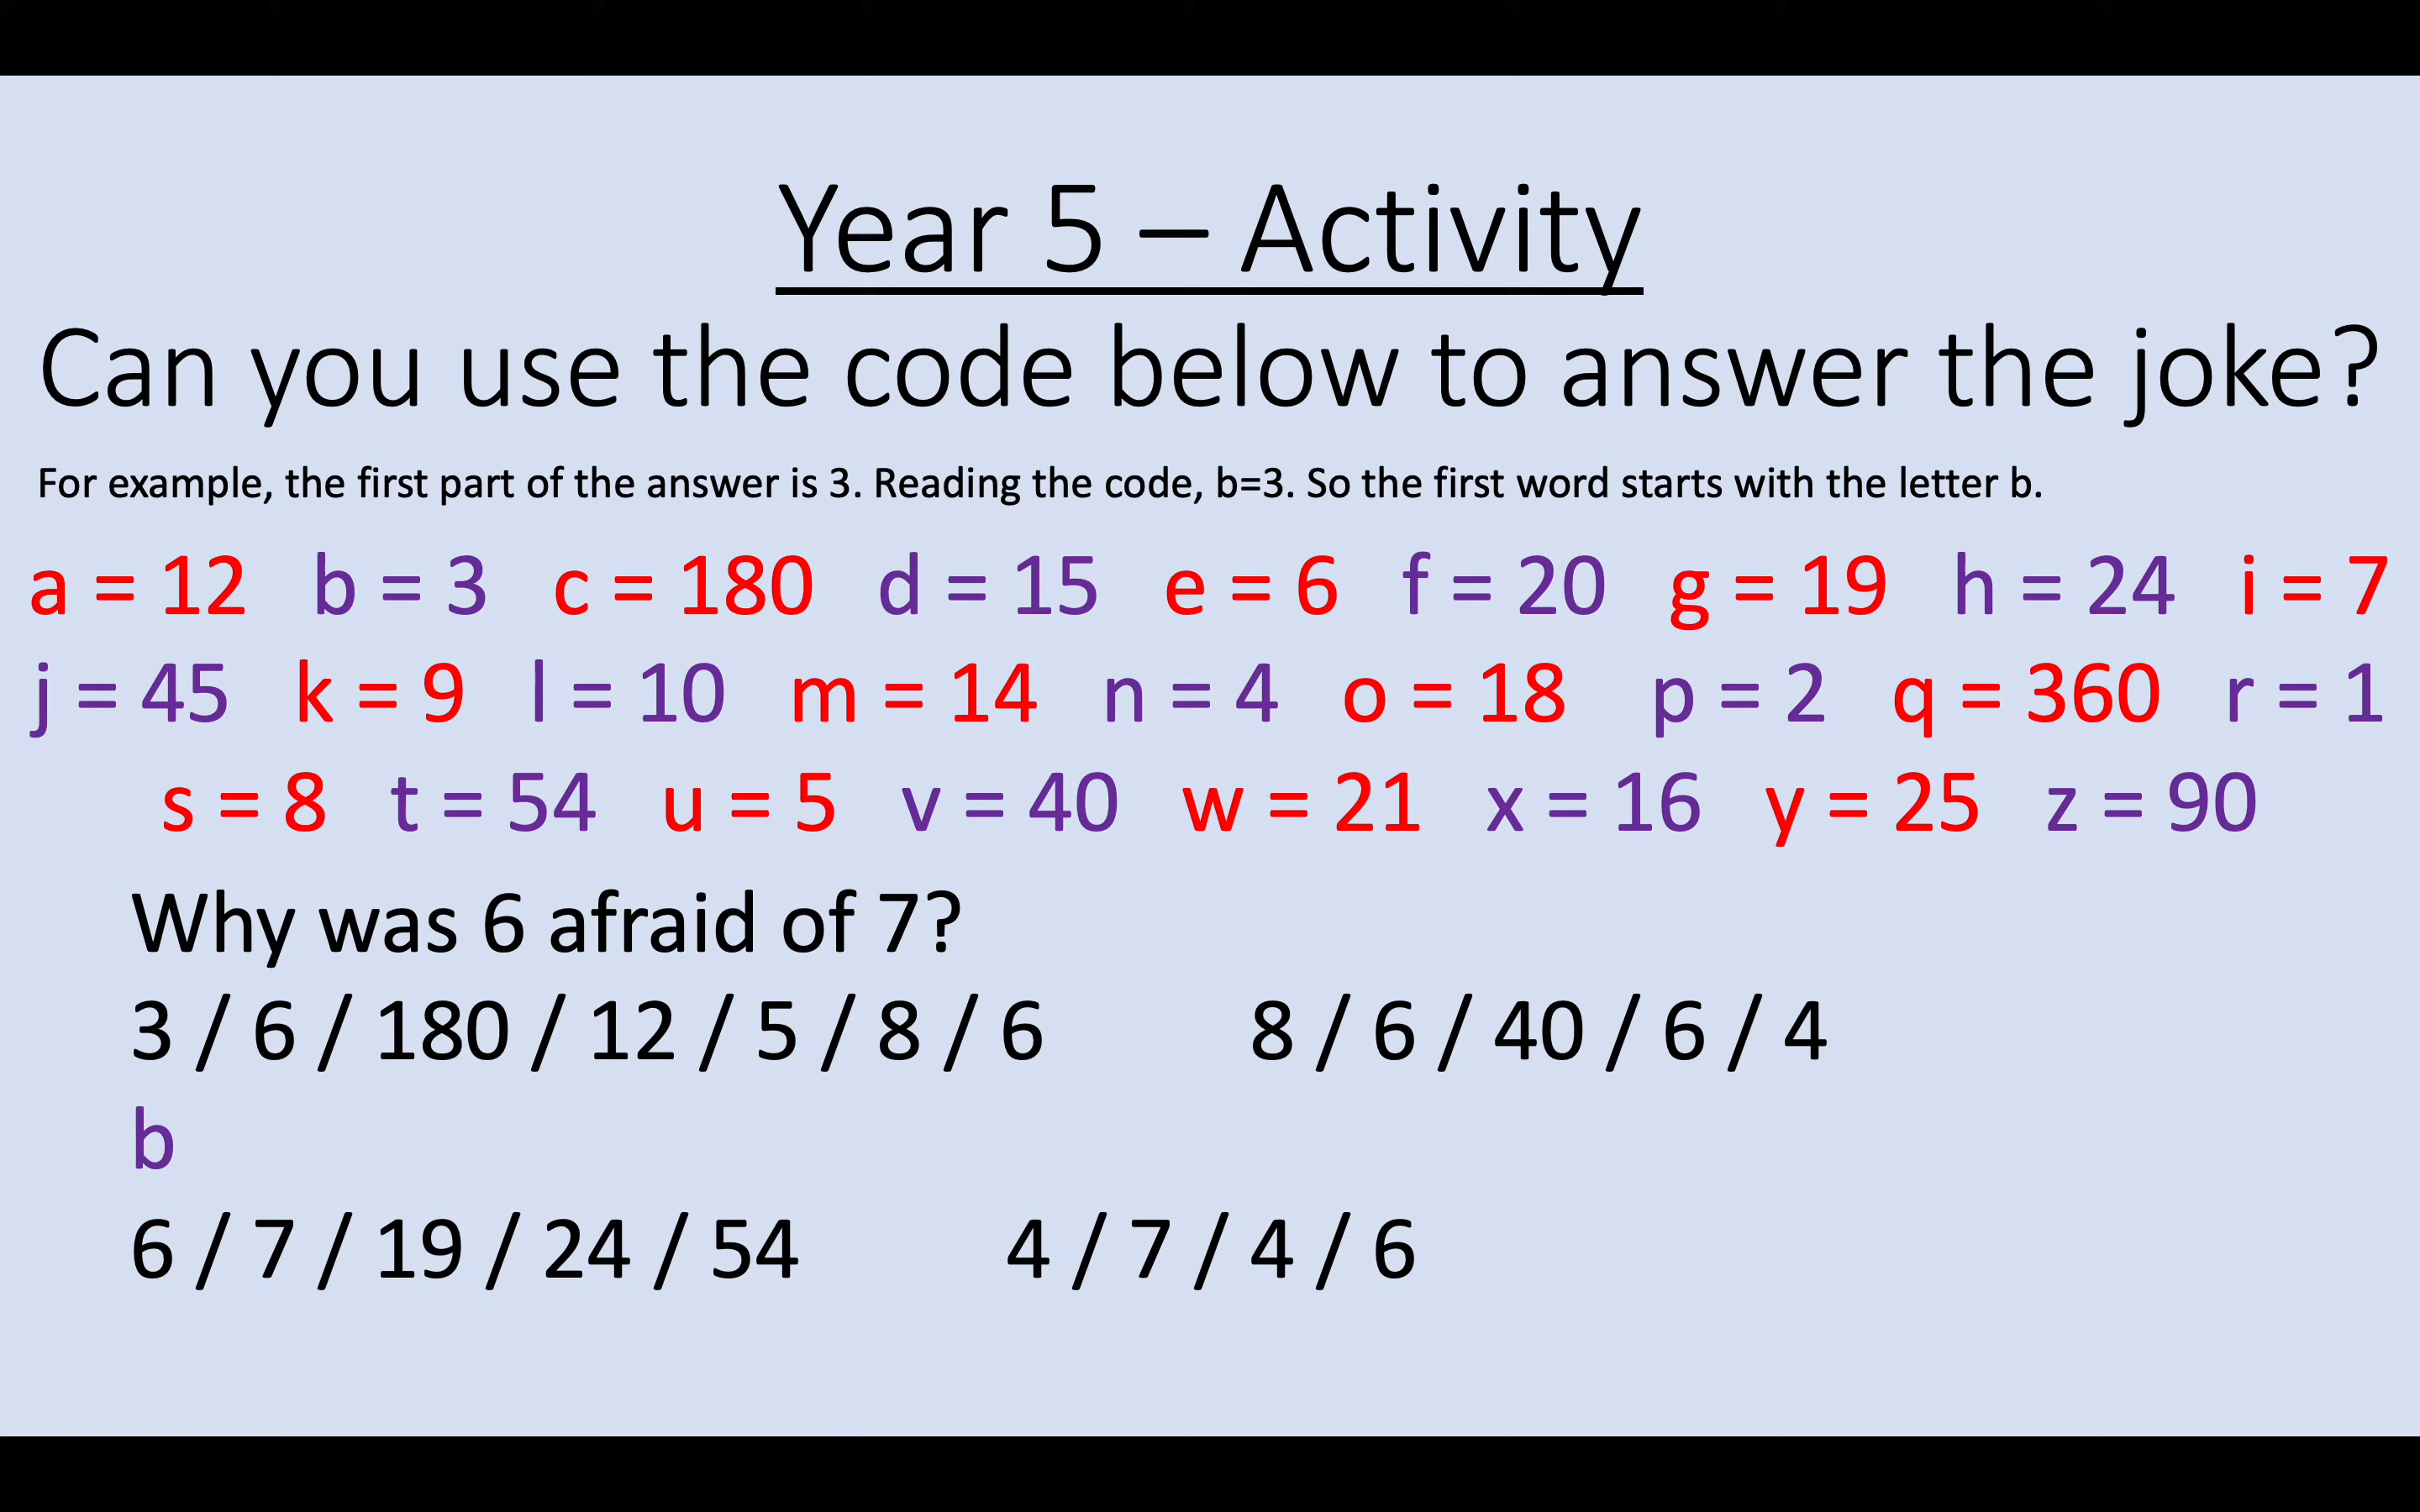 Year 5 – Activity
Can you use the code below to answer the joke?
For example, the first part of the answer is 3. Reading the code, b=3. So the first word starts with the letter b.
a = 12 b = 3 c = 180 d = 15 e = 6 f = 20 g = 19 h = 24 i = 7
j = 45 k = 9 l = 10 m = 14 n = 4 o = 18 p = 2 q = 360 r = 1
s = 8 t = 54 u = 5 v = 40 w = 21 x = 16 y = 25 z = 90
Why was 6 afraid of 7?
3 / 6 / 180 / 12 / 5 / 8 / 6 8 / 6 / 40 / 6 / 4
b
6 / 7 / 19 / 24 / 54 4 / 7 / 4 / 6